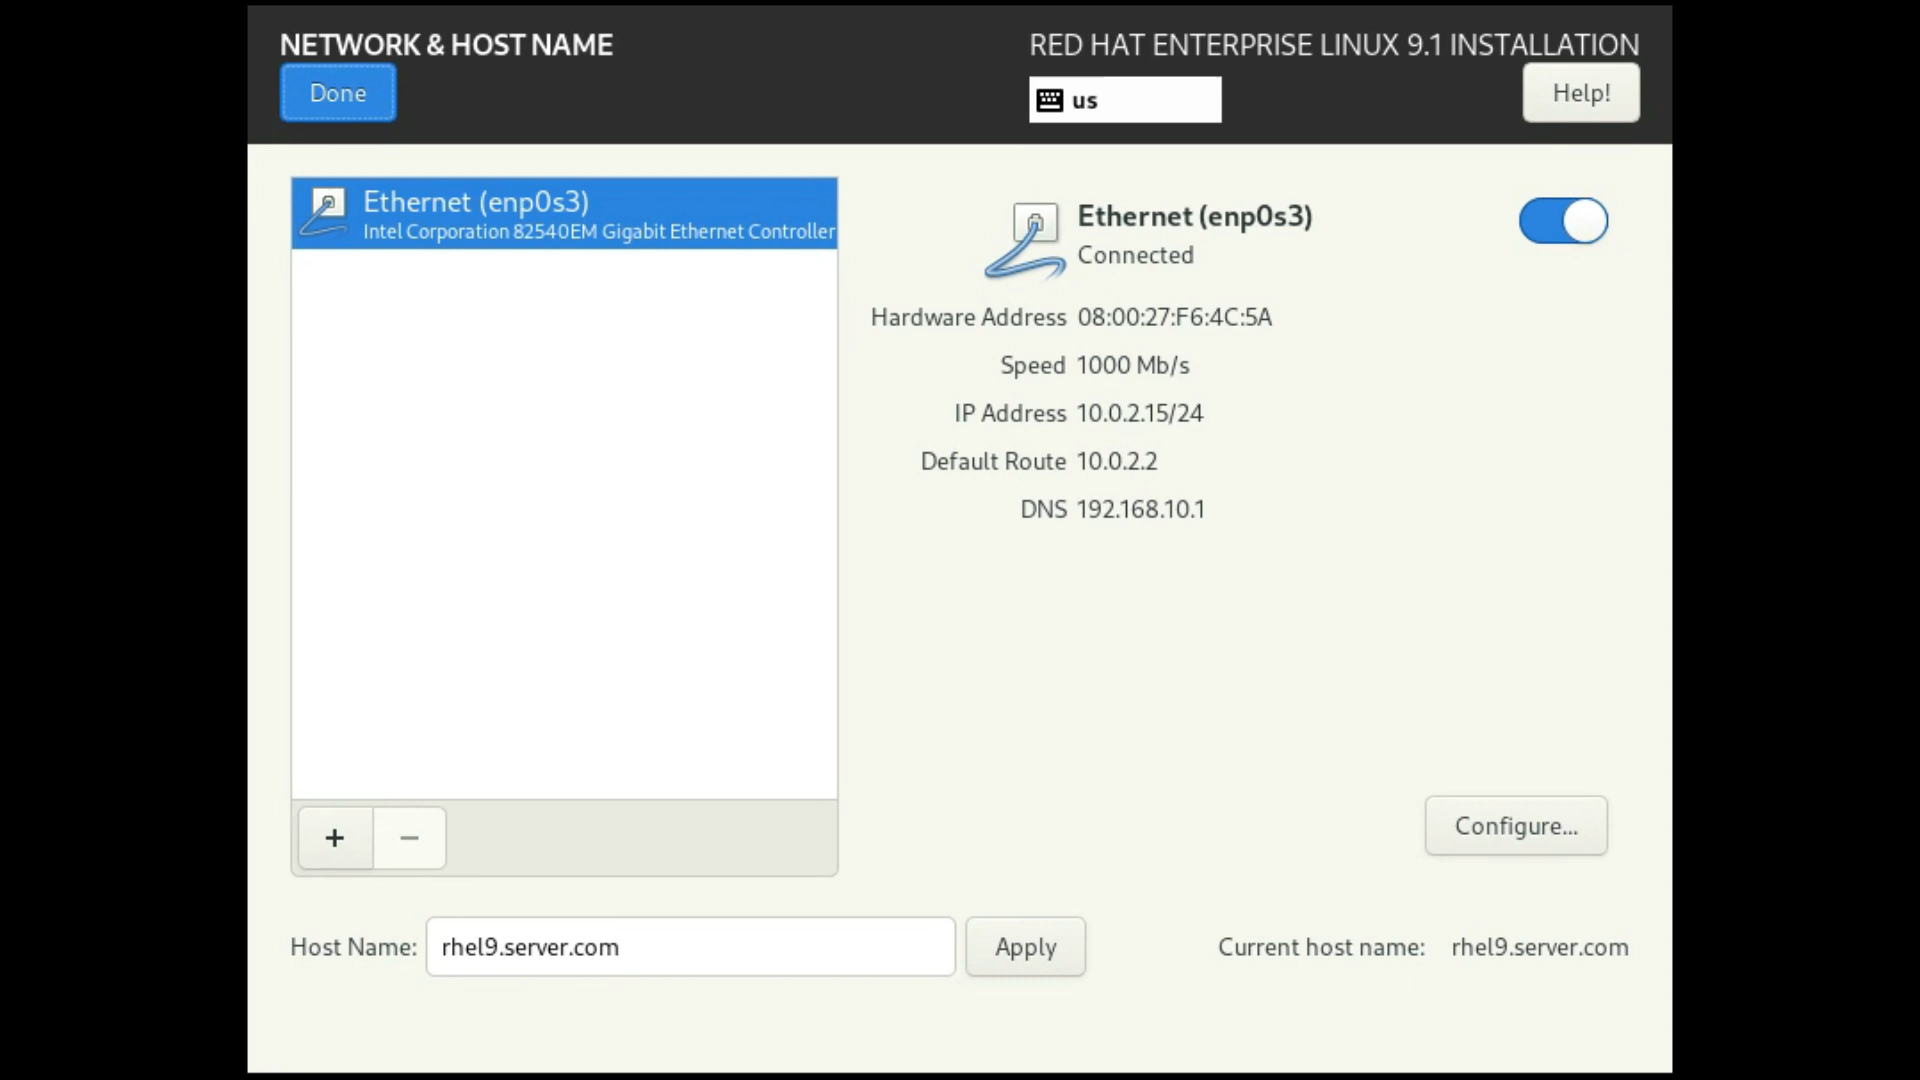 NETWORK & HOST NAME
RED HAT ENTERPRISE LINUX 9.1 INSTALLATION
Done
us
Help!
Ethernet (enp0s3)
Intel Corporation 82540EM Gigabit Ethernet Controller
Ethernet (enp0s3)
Connected
Hardware Address 08:00:27:F6:4C:5A
Speed 1000 Mb/s
IP Address 10.0.2.15/24
Default Route 10.0.2.2
DNS 192.168.10.1
+ −
Configure...
Host Name: rhel9.server.com Apply Current host name: rhel9.server.com